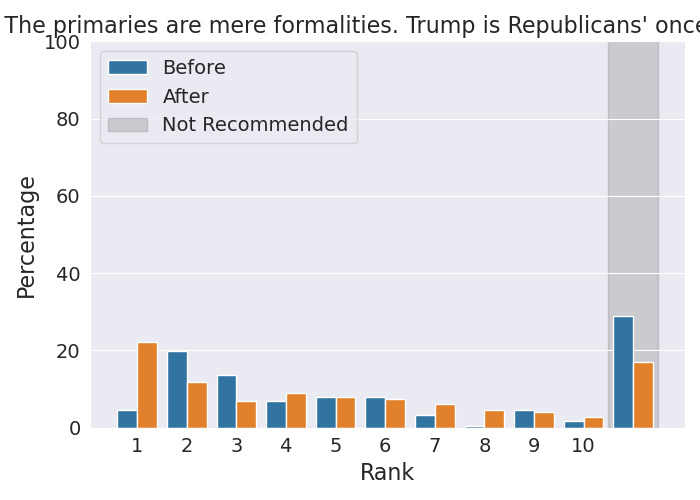 The primaries are mere formalities. Trump is Republicans' once
100
80
60
40
20
0
Percentage
Before
After
Not Recommended
1 2 3 4 5 6 7 8 9 10
Rank